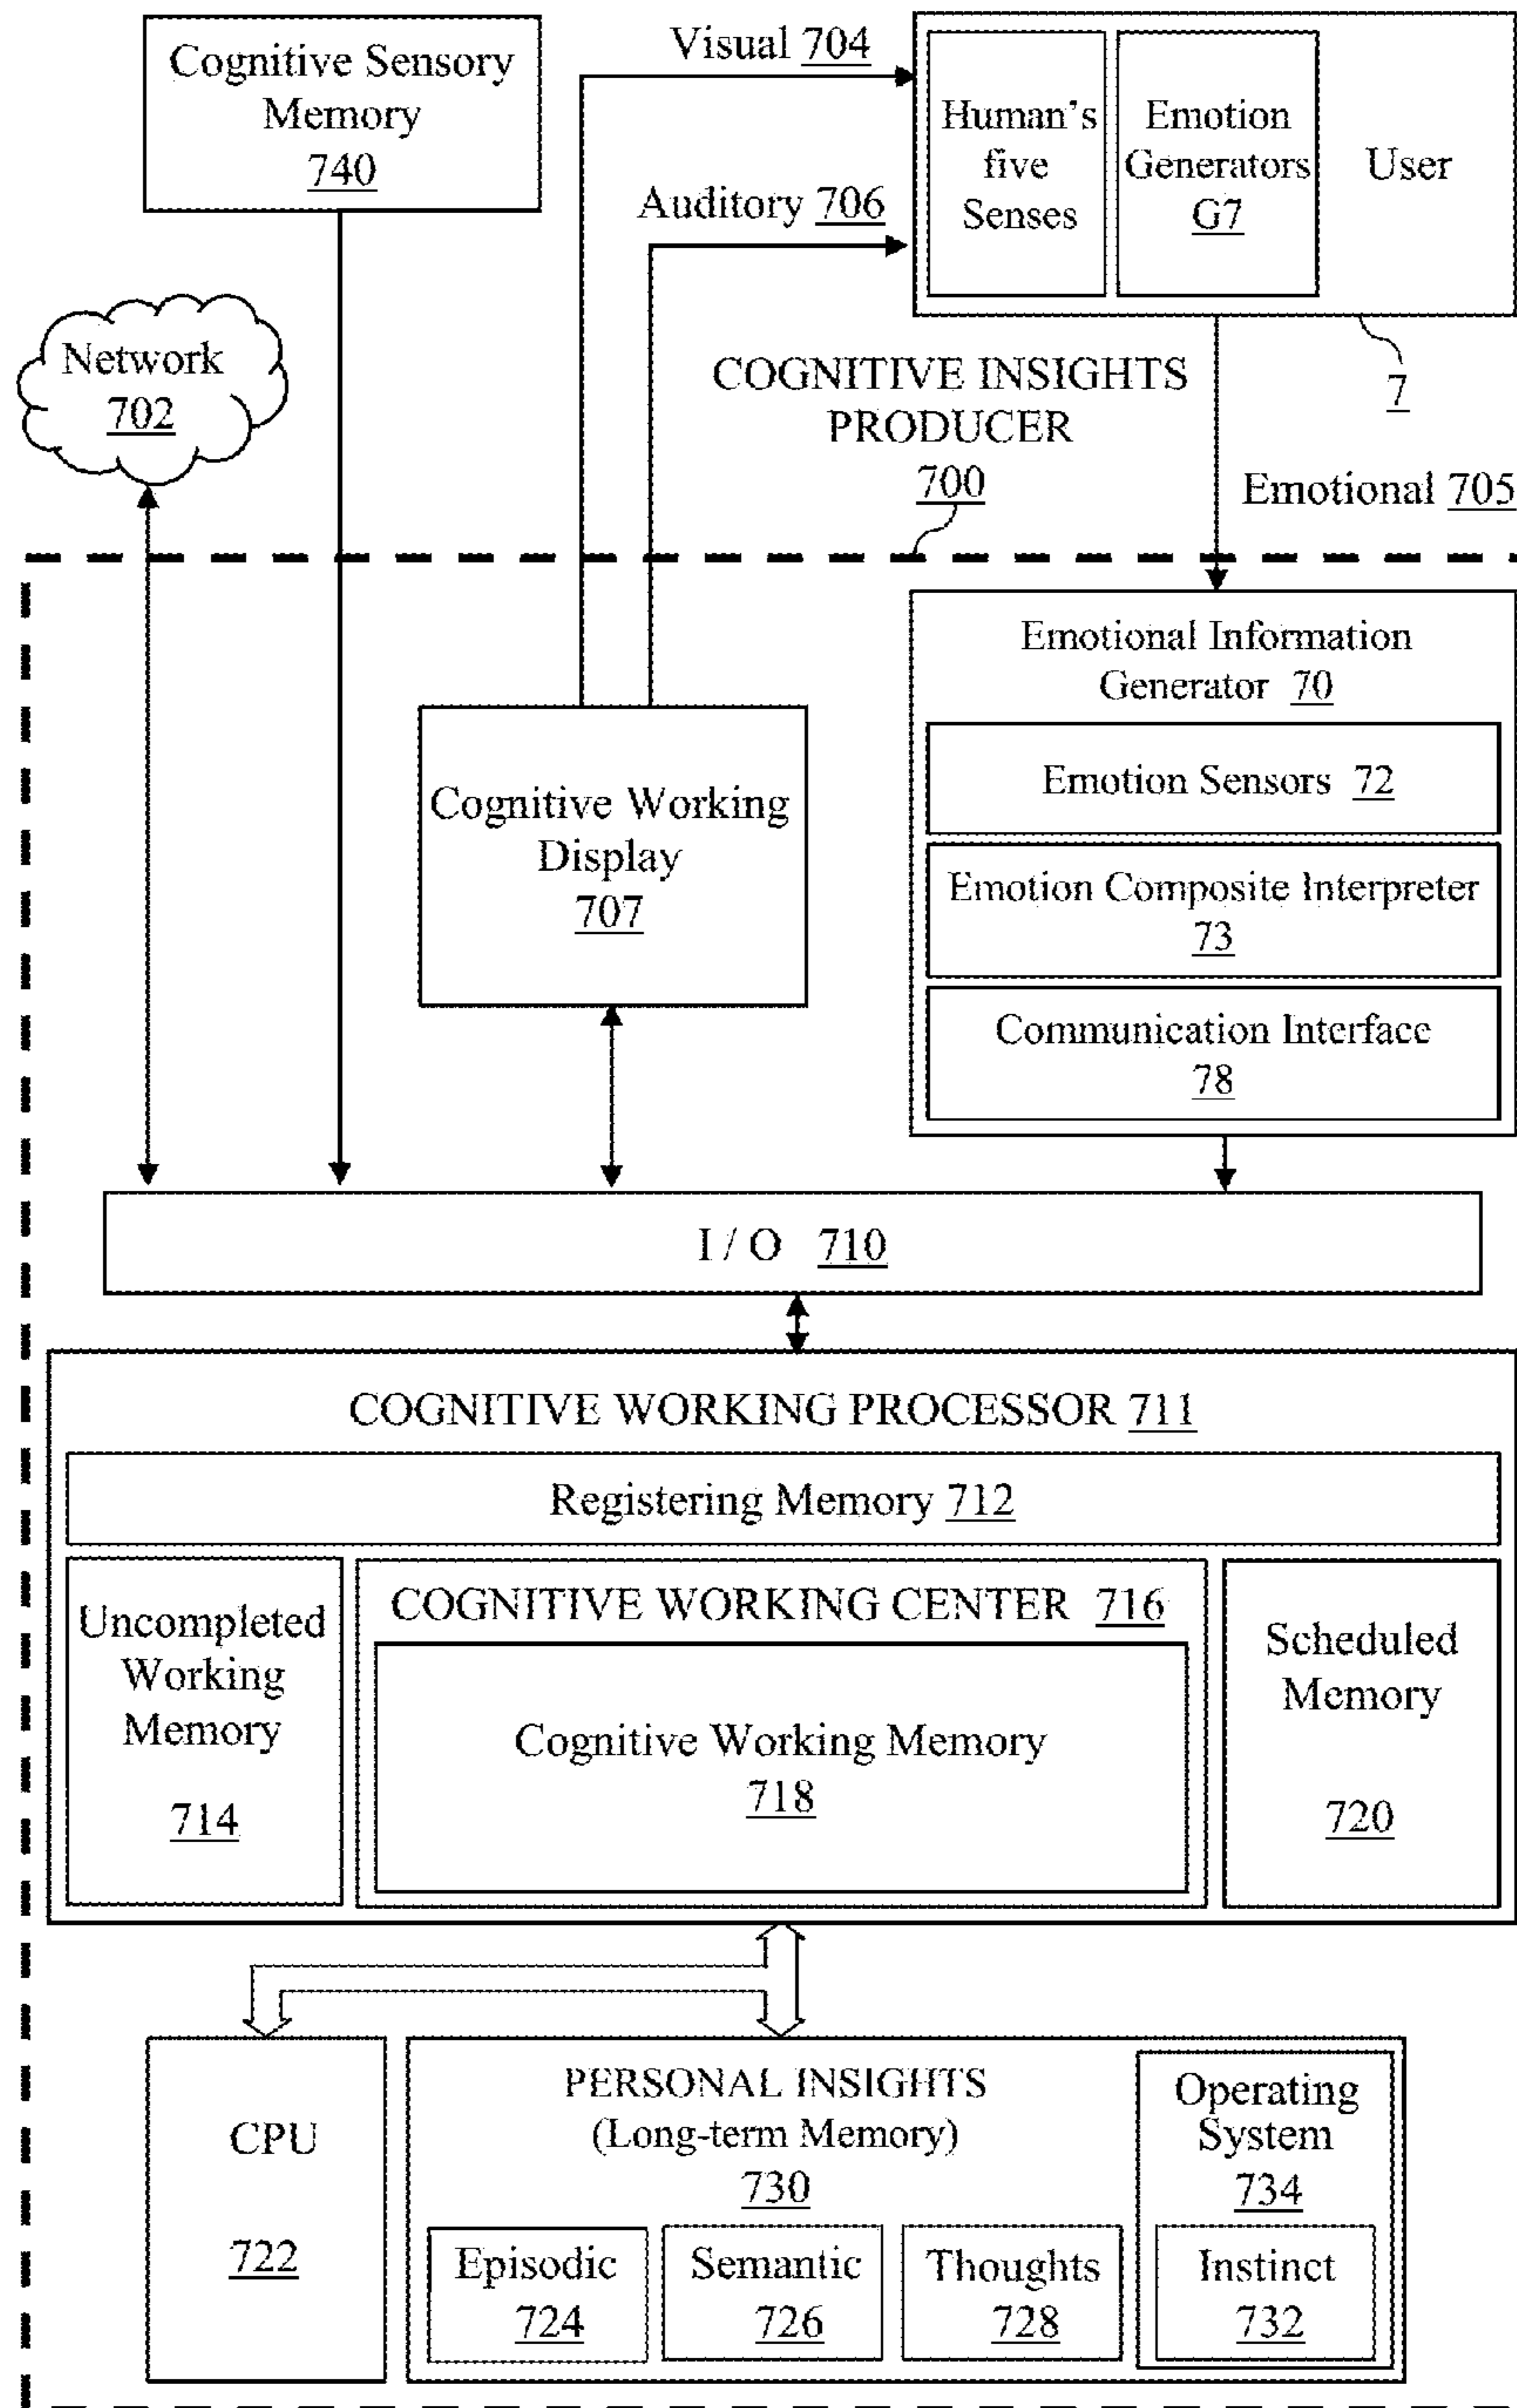 Cognitive Sensory
Memory
740
Visual 704
Auditory 706
Human's
five
Senses
Emotion
Generators
G7
User
7
Network
702
COGNITIVE INSIGHTS
PRODUCER
700
Emotional 705
Emotional Information
Generator 70
Emotion Sensors 72
Emotion Composite Interpreter
73
Communication Interface
78
Cognitive Working
Display
707
I / O 710
COGNITIVE WORKING PROCESSOR 711
Registering Memory 712
Uncompleted
Working
Memory
714
COGNITIVE WORKING CENTER 716
Cognitive Working Memory
718
Scheduled
Memory
720
CPU
722
PERSONAL INSIGHTS
(Long-term Memory)
730
Episodic
724
Semantic
726
Thoughts
728
Operating
System
734
Instinct
732